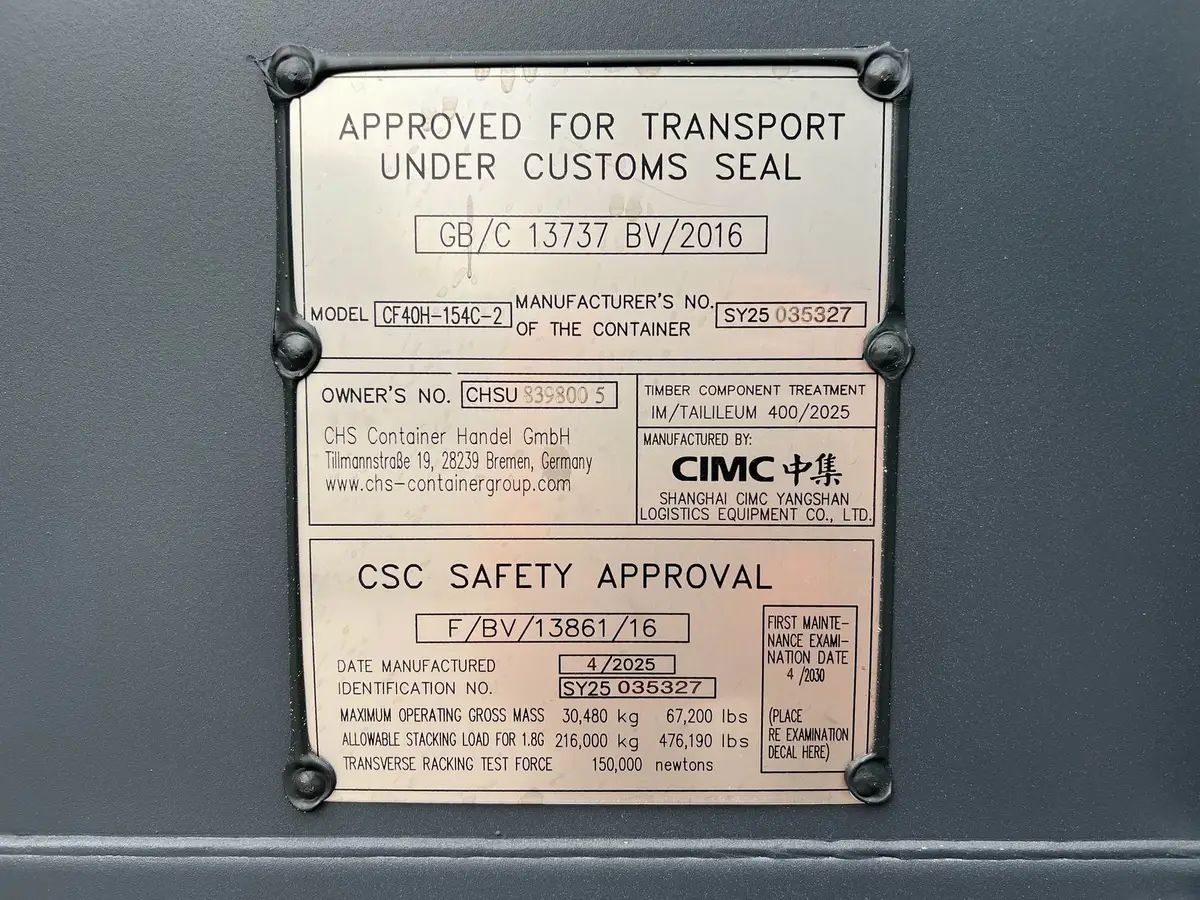 APPROVED FOR TRANSPORT
UNDER CUSTOMS SEAL
GB/C 13737 BV/2016
MODEL CF40H-154C-2
MANUFACTURER'S NO.
OF THE CONTAINER
SY25 035327
OWNER'S NO. CHSU 839800 5
CHS Container Handel GmbH
Tillmannstraße 19, 28239 Bremen, Germany
www.chs-containergroup.com
TIMBER COMPONENT TREATMENT
IM/TAILILEUM 400/2025
MANUFACTURED BY:
CIMC 中集
SHANGHAI CIMC YANGSHAN
LOGISTICS EQUIPMENT CO., LTD.
CSC SAFETY APPROVAL
F/BV/13861/16
DATE MANUFACTURED 4/2025
IDENTIFICATION NO. SY25 035327
MAXIMUM OPERATING GROSS MASS 30,480 kg 67,200 lbs
ALLOWABLE STACKING LOAD FOR 1.8G 216,000 kg 476,190 lbs
TRANSVERSE RACKING TEST FORCE 150,000 newtons
FIRST MAINTE-
NANCE EXAMI-
NATION DATE
4 /2030
(PLACE
RE EXAMINATION
DECAL HERE)